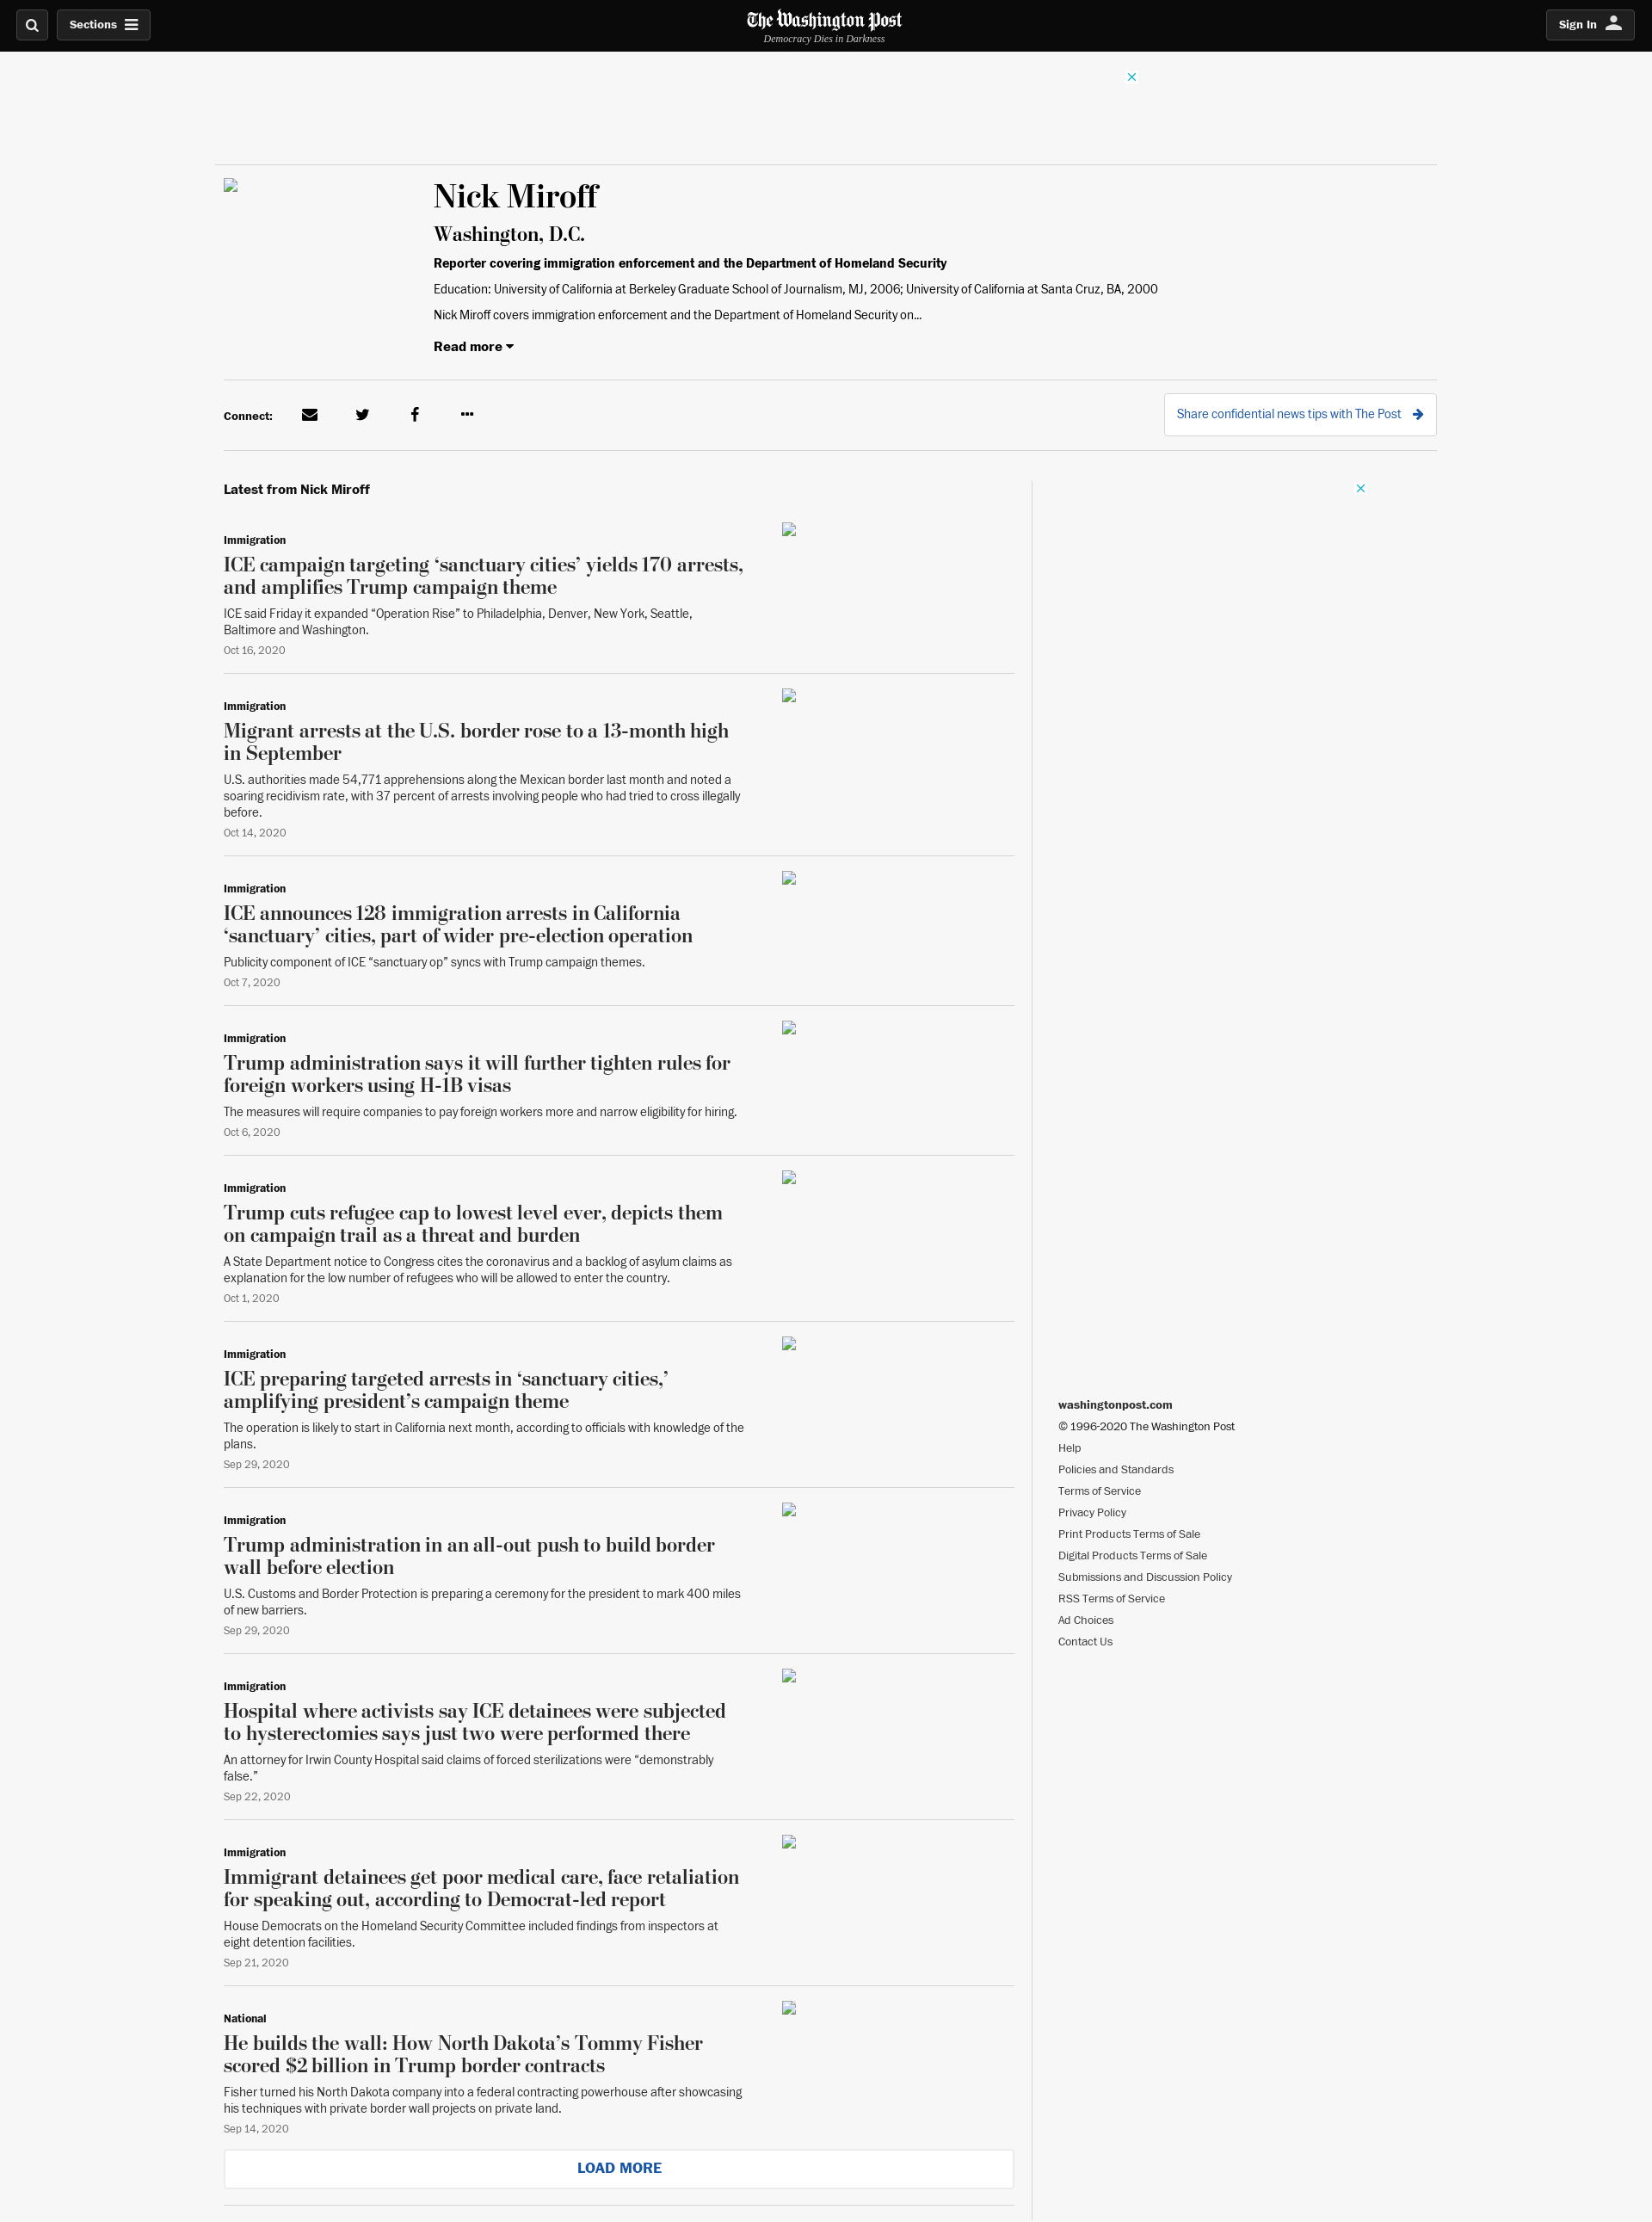 Sections
The Washington Post
Democracy Dies in Darkness
Sign In
Nick Miroff
Washington, D.C.
Reporter covering immigration enforcement and the Department of Homeland Security
Education: University of California at Berkeley Graduate School of Journalism, MJ, 2006; University of California at Santa Cruz, BA, 2000
Nick Miroff covers immigration enforcement and the Department of Homeland Security on...
Read more
Connect:
Share confidential news tips with The Post
Latest from Nick Miroff
Immigration
ICE campaign targeting ‘sanctuary cities’ yields 170 arrests,
and amplifies Trump campaign theme
ICE said Friday it expanded “Operation Rise” to Philadelphia, Denver, New York, Seattle,
Baltimore and Washington.
Oct 16, 2020
Immigration
Migrant arrests at the U.S. border rose to a 13-month high
in September
U.S. authorities made 54,771 apprehensions along the Mexican border last month and noted a
soaring recidivism rate, with 37 percent of arrests involving people who had tried to cross illegally
before.
Oct 14, 2020
Immigration
ICE announces 128 immigration arrests in California
‘sanctuary’ cities, part of wider pre-election operation
Publicity component of ICE “sanctuary op” syncs with Trump campaign themes.
Oct 7, 2020
Immigration
Trump administration says it will further tighten rules for
foreign workers using H-1B visas
The measures will require companies to pay foreign workers more and narrow eligibility for hiring.
Oct 6, 2020
Immigration
Trump cuts refugee cap to lowest level ever, depicts them
on campaign trail as a threat and burden
A State Department notice to Congress cites the coronavirus and a backlog of asylum claims as
explanation for the low number of refugees who will be allowed to enter the country.
Oct 1, 2020
Immigration
ICE preparing targeted arrests in ‘sanctuary cities,’
amplifying president’s campaign theme
The operation is likely to start in California next month, according to officials with knowledge of the
plans.
Sep 29, 2020
Immigration
Trump administration in an all-out push to build border
wall before election
U.S. Customs and Border Protection is preparing a ceremony for the president to mark 400 miles
of new barriers.
Sep 29, 2020
Immigration
Hospital where activists say ICE detainees were subjected
to hysterectomies says just two were performed there
An attorney for Irwin County Hospital said claims of forced sterilizations were “demonstrably
false.”
Sep 22, 2020
Immigration
Immigrant detainees get poor medical care, face retaliation
for speaking out, according to Democrat-led report
House Democrats on the Homeland Security Committee included findings from inspectors at
eight detention facilities.
Sep 21, 2020
National
He builds the wall: How North Dakota’s Tommy Fisher
scored $2 billion in Trump border contracts
Fisher turned his North Dakota company into a federal contracting powerhouse after showcasing
his techniques with private border wall projects on private land.
Sep 14, 2020
LOAD MORE
washingtonpost.com
© 1996-2020 The Washington Post
Help
Policies and Standards
Terms of Service
Privacy Policy
Print Products Terms of Sale
Digital Products Terms of Sale
Submissions and Discussion Policy
RSS Terms of Service
Ad Choices
Contact Us